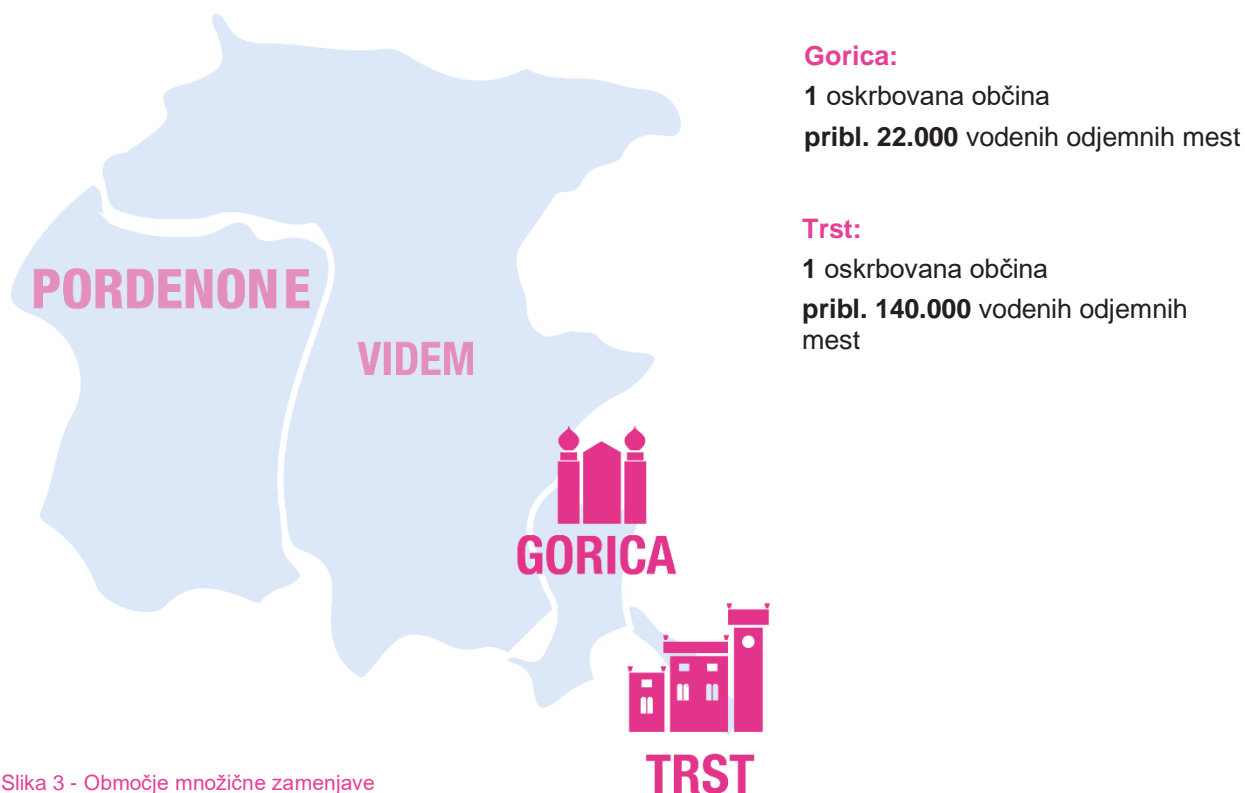 PORDENONE
VIDEM
GORICA
TRST
Gorica:
1 oskrbovana občina
pribl. 22.000 vodenih odjemnih mest
Trst:
1 oskrbovana občina
pribl. 140.000 vodenih odjemnih
mest
Slika 3 - Območje množične zamenjave